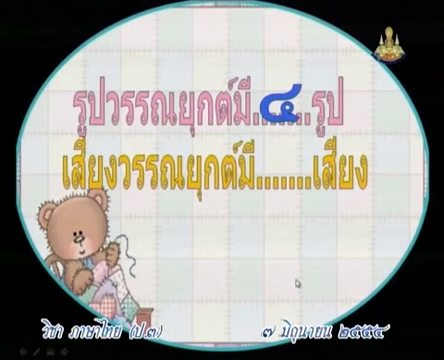 รูปวรรณยุกต์มี.......รูป
๔
เสียงวรรณยุกต์มี.......เสียง
วิชา ภาษาไทย (ป.๓)
๗ มิถุนายน ๒๕๕๔